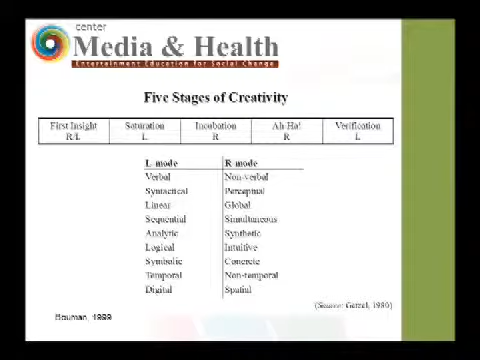 center
Media & Health
Entertainment Education for Social Change
Five Stages of Creativity
First Insight Saturation Incubation Ah-Ha! Verification
R/L L R R L
L-mode R-mode
Verbal Non-verbal
Syntactical Perceptual
Linear Global
Sequential Simultaneous
Analytic Synthetic
Logical Intuitive
Symbolic Concrete
Temporal Non-temporal
Digital Spatial
(Source: Getzel, 1980)
Bouman, 1999